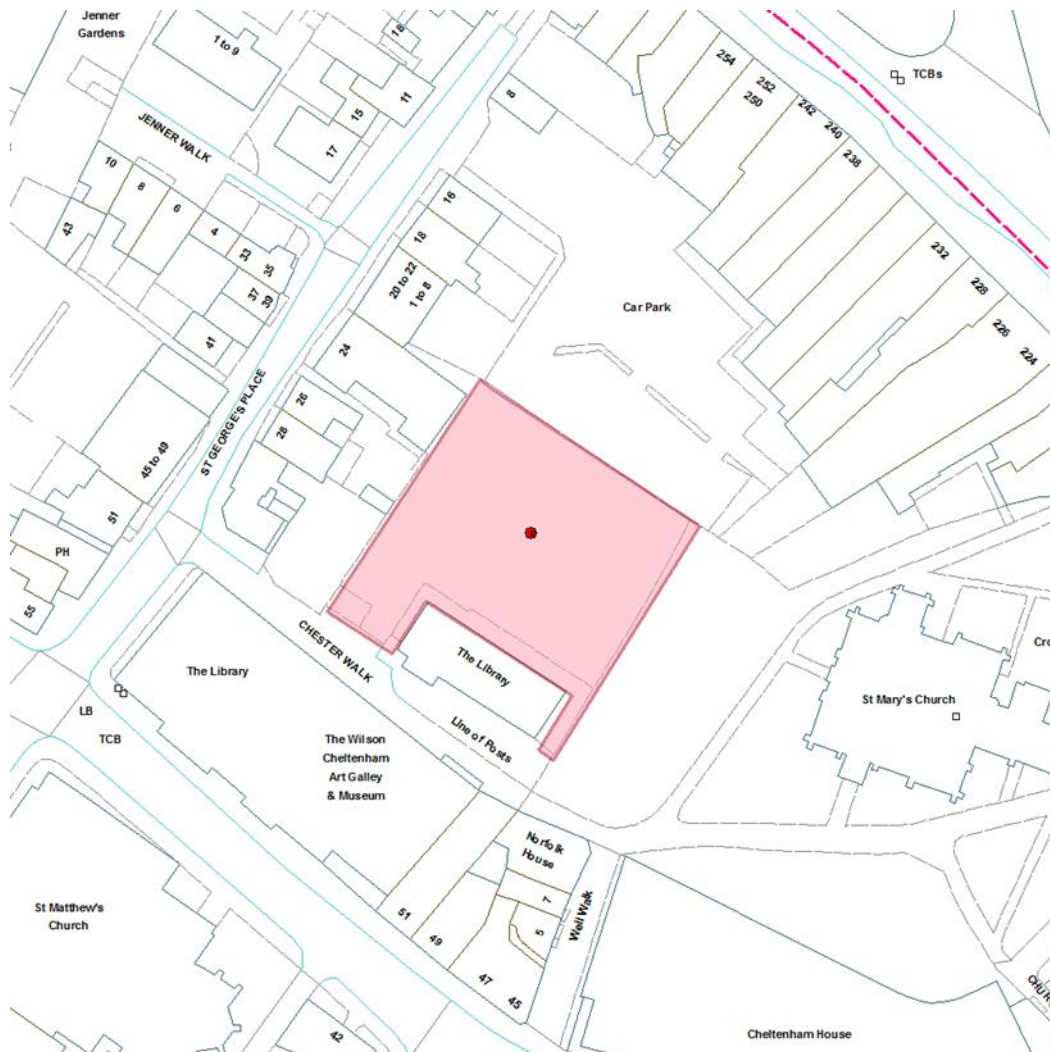 Jenner
Gardens
1 to 9
18
11
15
17
8
254
252
250
242
240
238
TCBs
JENNER WALK
10
8
6
4
33
35
37
39
43
41
16
18
20 to 22
1 to 8
24
26
28
Car Park
232
228
226
224
ST GEORGE'S PLACE
45 to 49
51
PH
55
CHESTER WALK
The Library
The Library
Line of Posts
LB
TCB
The Wilson
Cheltenham
Art Galley
& Museum
St Mary's Church
Cro
Norfolk
House
7
5
Well Walk
51
49
47
45
St Matthew's
Church
42
Cheltenham House
CHUR